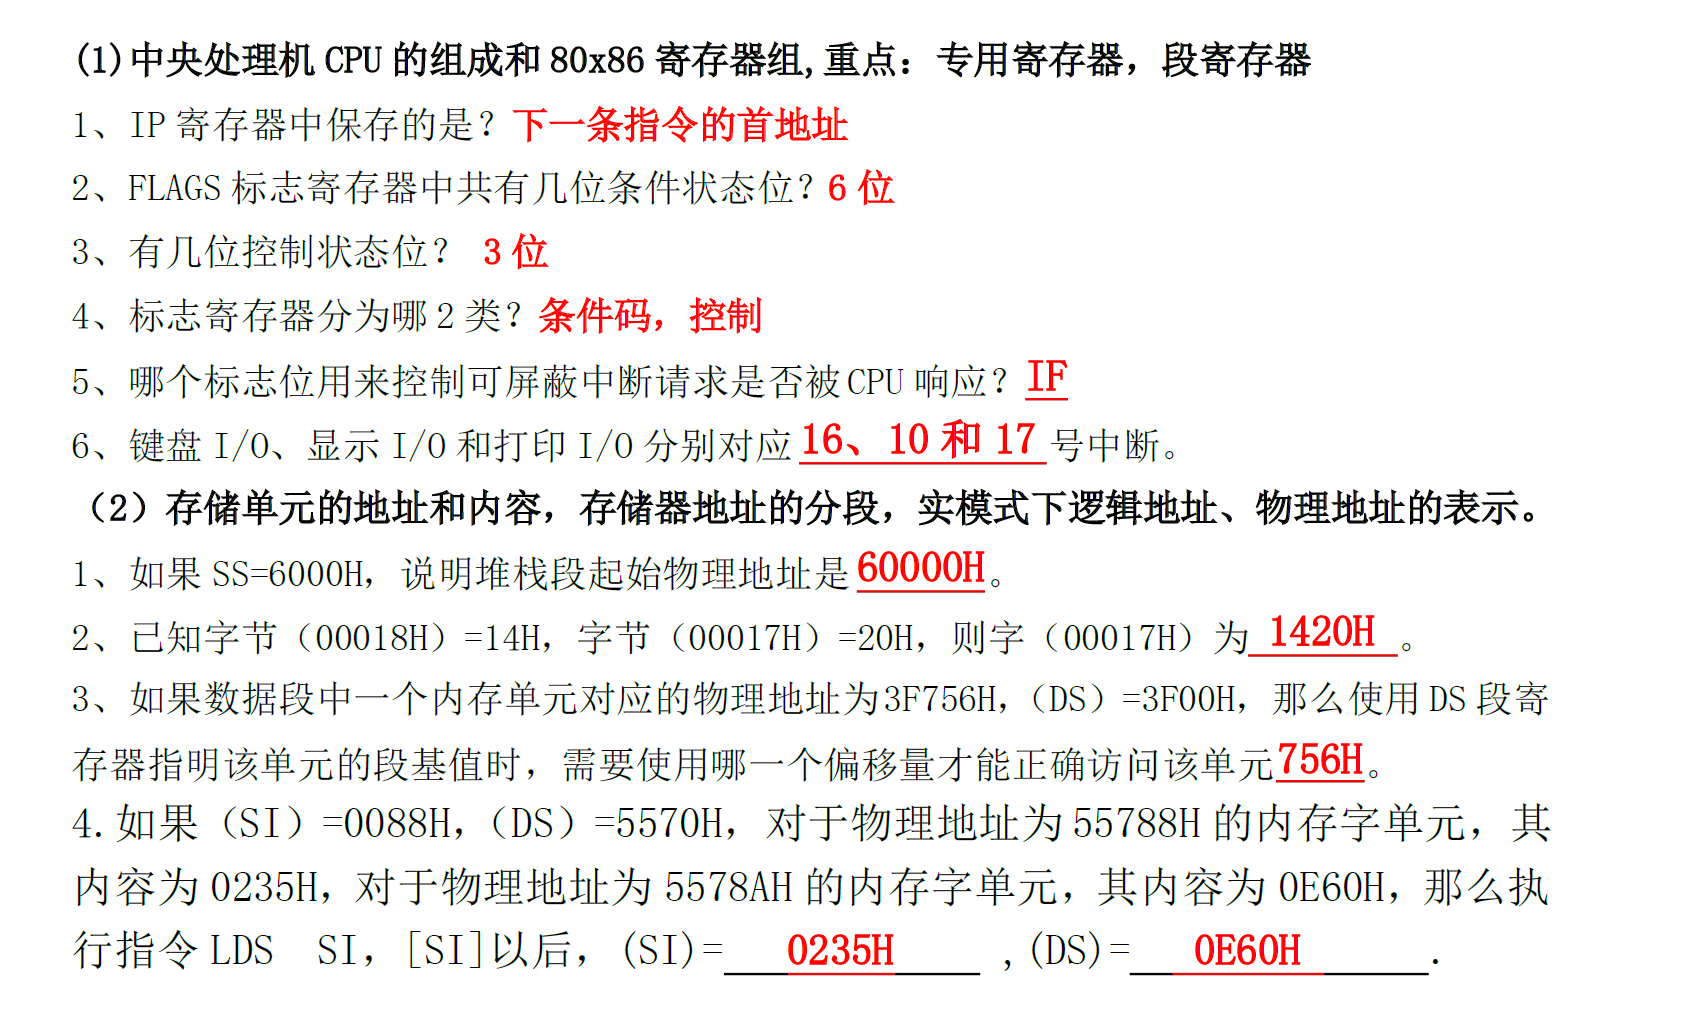 (1)中央处理机 CPU 的组成和 80x86 寄存器组,重点：专用寄存器，段寄存器
1、IP 寄存器中保存的是？下一条指令的首地址
2、FLAGS 标志寄存器中共有几位条件状态位？6 位
3、有几位控制状态位？ 3 位
4、标志寄存器分为哪 2 类？条件码，控制
5、哪个标志位用来控制可屏蔽中断请求是否被 CPU 响应？IF
6、键盘 I/O、显示 I/O 和打印 I/O 分别对应 16、10 和 17 号中断。
（2）存储单元的地址和内容，存储器地址的分段，实模式下逻辑地址、物理地址的表示。
1、如果 SS=6000H，说明堆栈段起始物理地址是 60000H。
2、已知字节（00018H）=14H，字节（00017H）=20H，则字（00017H）为 1420H 。
3、如果数据段中一个内存单元对应的物理地址为 3F756H，（DS）=3F00H，那么使用 DS 段寄
存器指明该单元的段基值时，需要使用哪一个偏移量才能正确访问该单元 756H。
4.如果（SI）=0088H，（DS）=5570H，对于物理地址为 55788H 的内存字单元，其
内容为 0235H，对于物理地址为 5578AH 的内存字单元，其内容为 0E60H，那么执
行指令 LDS SI，[SI]以后，(SI)= 0235H ,(DS)= 0E60H .